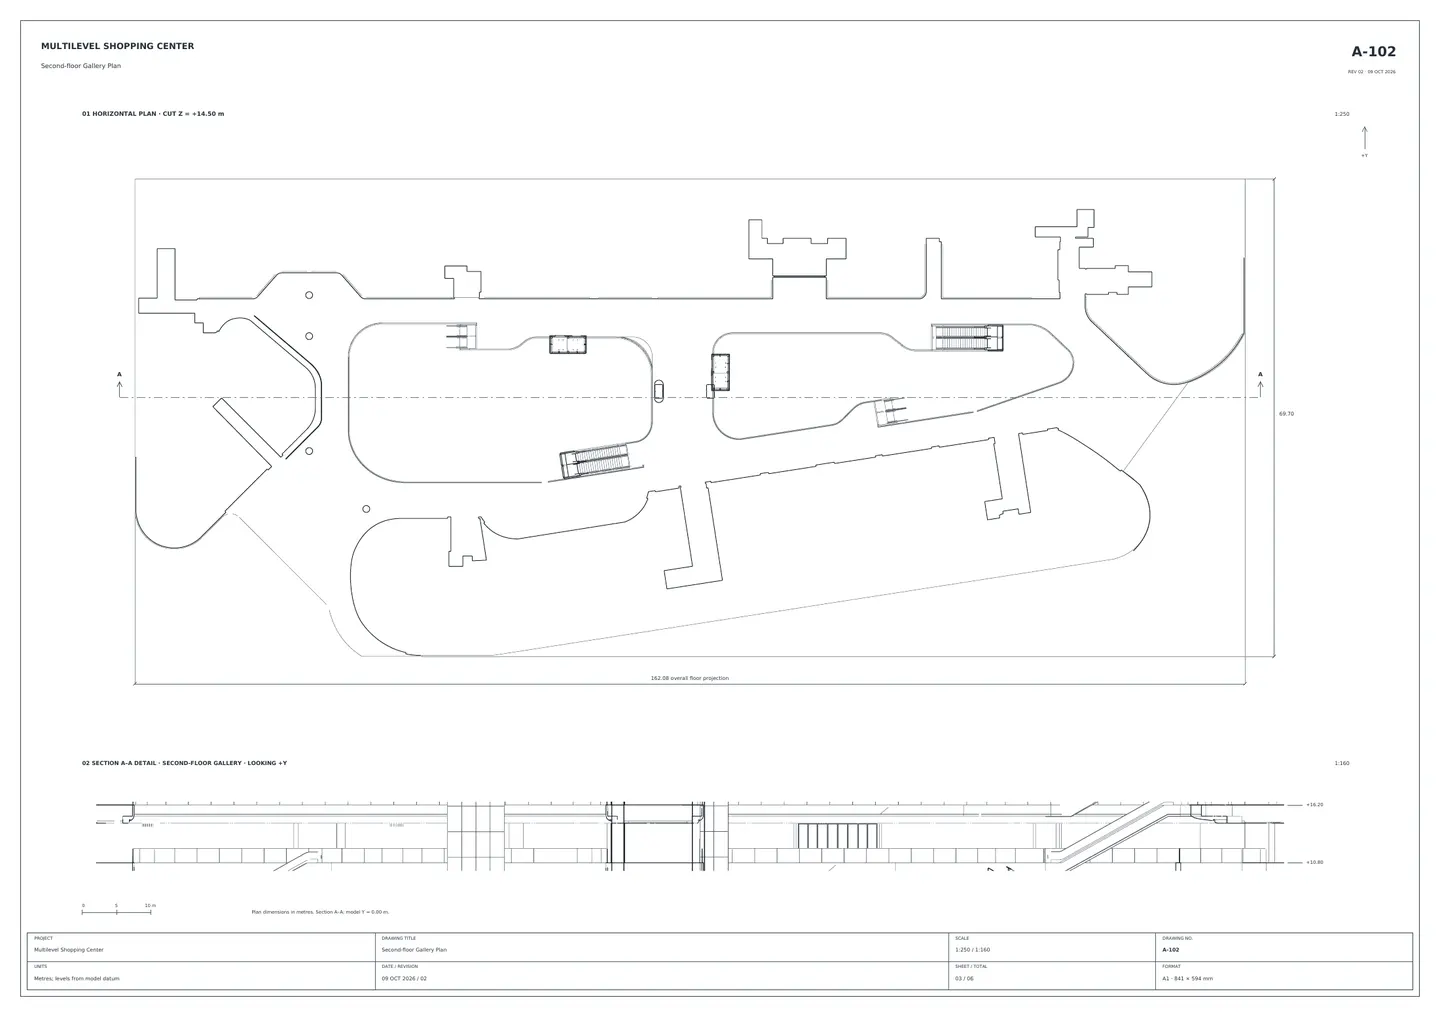 MULTILEVEL SHOPPING CENTER
Second-floor Gallery Plan
A-102
REV 02 · 09 OCT 2026
01 HORIZONTAL PLAN · CUT Z = +14.50 m
1:250
+Y
A
A
69.70
162.08 overall floor projection
02 SECTION A-A DETAIL · SECOND-FLOOR GALLERY · LOOKING +Y
1:160
+16.20
+10.80
0 5 10 m
Plan dimensions in metres. Section A-A: model Y = 0.00 m.
PROJECT
Multilevel Shopping Center
DRAWING TITLE
Second-floor Gallery Plan
SCALE
1:250 / 1:160
DRAWING NO.
A-102
UNITS
Metres; levels from model datum
DATE / REVISION
09 OCT 2026 / 02
SHEET / TOTAL
03 / 06
FORMAT
A1 · 841 × 594 mm